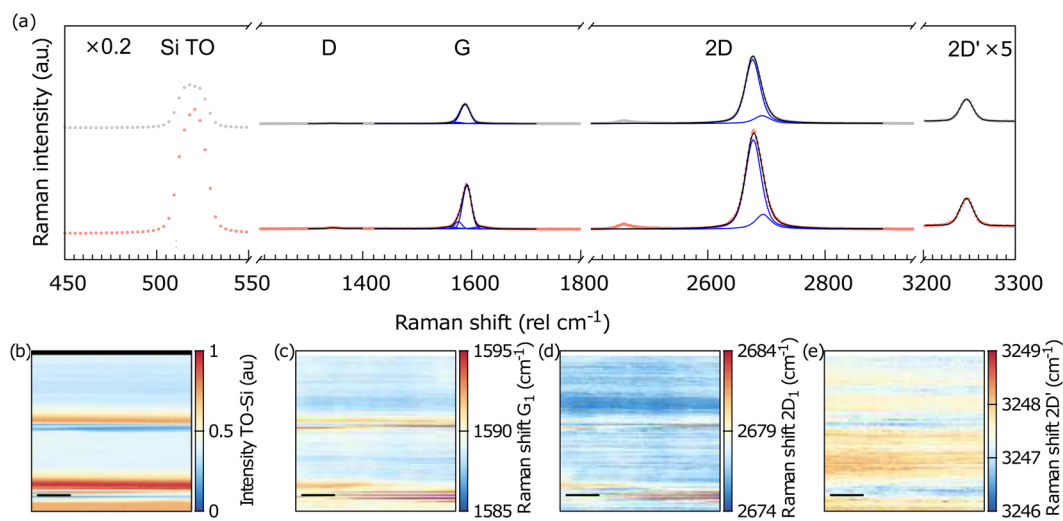 (a)
×0.2 Si TO D G 2D 2D' ×5
Raman intensity (a.u.)
450 500 550 1400 1600 1800 2600 2800 3200 3300
Raman shift (rel cm⁻¹)
(b)
1
0.5
0
Intensity TO-Si (au)
(c)
1595
1590
1585
Raman shift G₁ (cm⁻¹)
(d)
2684
2679
2674
Raman shift 2D₁ (cm⁻¹)
(e)
3249
3248
3247
3246
Raman shift 2D' (cm⁻¹)